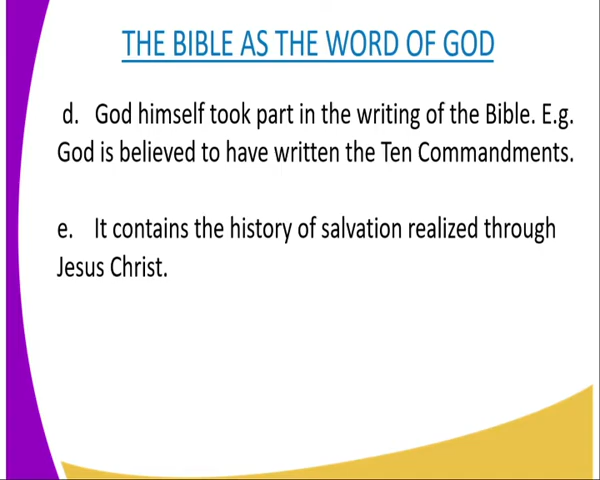 THE BIBLE AS THE WORD OF GOD
d. God himself took part in the writing of the Bible. E.g.
God is believed to have written the Ten Commandments.
e. It contains the history of salvation realized through
Jesus Christ.